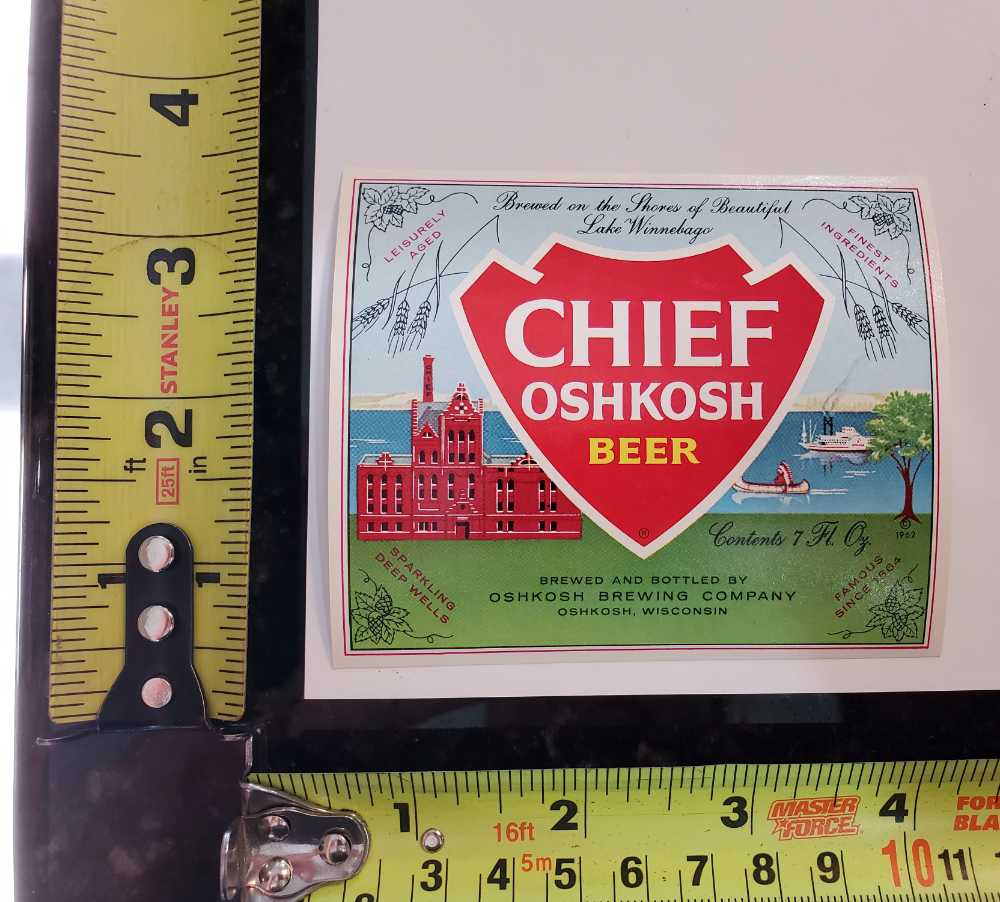 4
3
STANLEY
2
ft
25ft
in
1 1
Brewed on the Shores of Beautiful
Lake Winnebago
LEISURELY
AGED
FINEST
INGREDIENTS
CHIEF
OSHKOSH
BEER
®
Contents 7 Fl. Oz.
©
1962
SPARKLING
DEEP WELLS
BREWED AND BOTTLED BY
OSHKOSH BREWING COMPANY
OSHKOSH, WISCONSIN
FAMOUS
SINCE 1864
1 2 3 4
16ft
MASTER
FORCE
FOR
BLA
5m
3 4 5 6 7 8 9 10 11